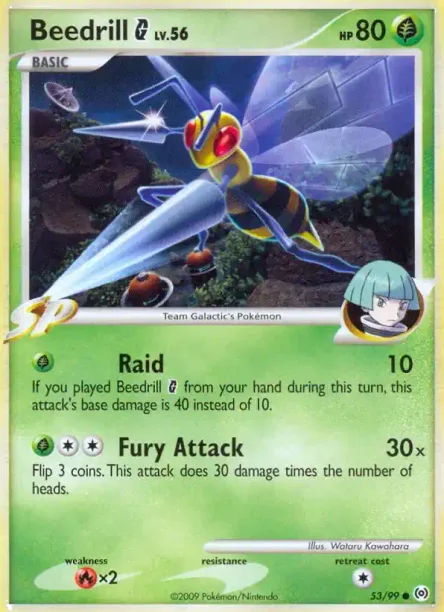 Beedrill G LV.56 HP 80
BASIC
SP
Team Galactic's Pokémon
Raid 10
If you played Beedrill G from your hand during this turn, this
attack's base damage is 40 instead of 10.
Fury Attack 30x
Flip 3 coins. This attack does 30 damage times the number of
heads.
Illus. Wataru Kawahara
weakness resistance retreat cost
×2
©2009 Pokémon/Nintendo 53/99